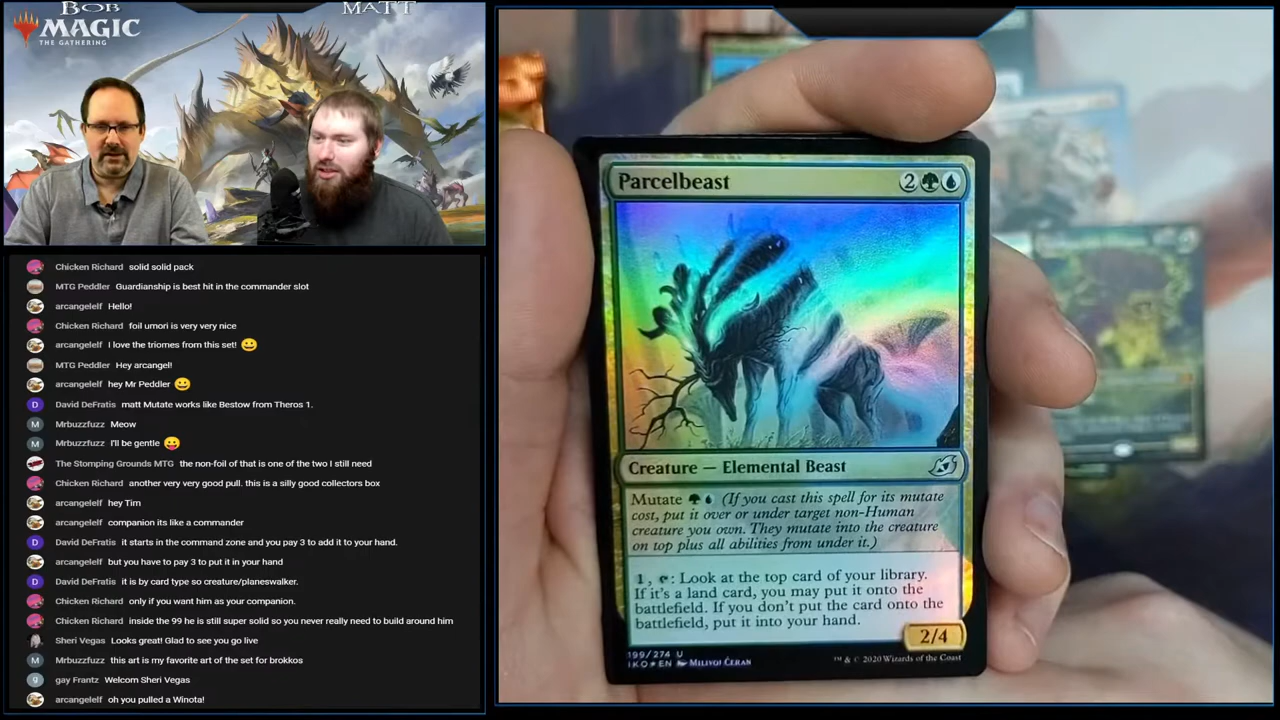 BOB
MATT
MAGIC
THE GATHERING
Chicken Richard solid solid pack
MTG Peddler Guardianship is best hit in the commander slot
arcangelelf Hello!
Chicken Richard foil umori is very very nice
arcangelelf I love the triomes from this set! 😀
MTG Peddler Hey arcangel!
arcangelelf hey Mr Peddler 😀
D David DeFratis matt Mutate works like Bestow from Theros 1.
M Mrbuzzfuzz Meow
M Mrbuzzfuzz I'll be gentle 😛
The Stomping Grounds MTG the non-foil of that is one of the two I still need
Chicken Richard another very very good pull. this is a silly good collectors box
arcangelelf hey Tim
arcangelelf companion its like a commander
D David DeFratis it starts in the command zone and you pay 3 to add it to your hand.
arcangelelf but you have to pay 3 to put it in your hand
D David DeFratis it is by card type so creature/planeswalker.
Chicken Richard only if you want him as your companion.
Chicken Richard inside the 99 he is still super solid so you never really need to build around him
Sheri Vegas Looks great! Glad to see you go live
M Mrbuzzfuzz this art is my favorite art of the set for brokkos
g gay Frantz Welcom Sheri Vegas
arcangelelf oh you pulled a Winota!
Parcelbeast 2
Creature — Elemental Beast
Mutate (If you cast this spell for its mutate
cost, put it over or under target non-Human
creature you own. They mutate into the creature
on top plus all abilities from under it.)
1, : Look at the top card of your library.
If it's a land card, you may put it onto the
battlefield. If you don't put the card onto the
battlefield, put it into your hand.
2/4
199/274 U
IKO EN Milivoj Ćeran
™ & © 2020 Wizards of the Coast